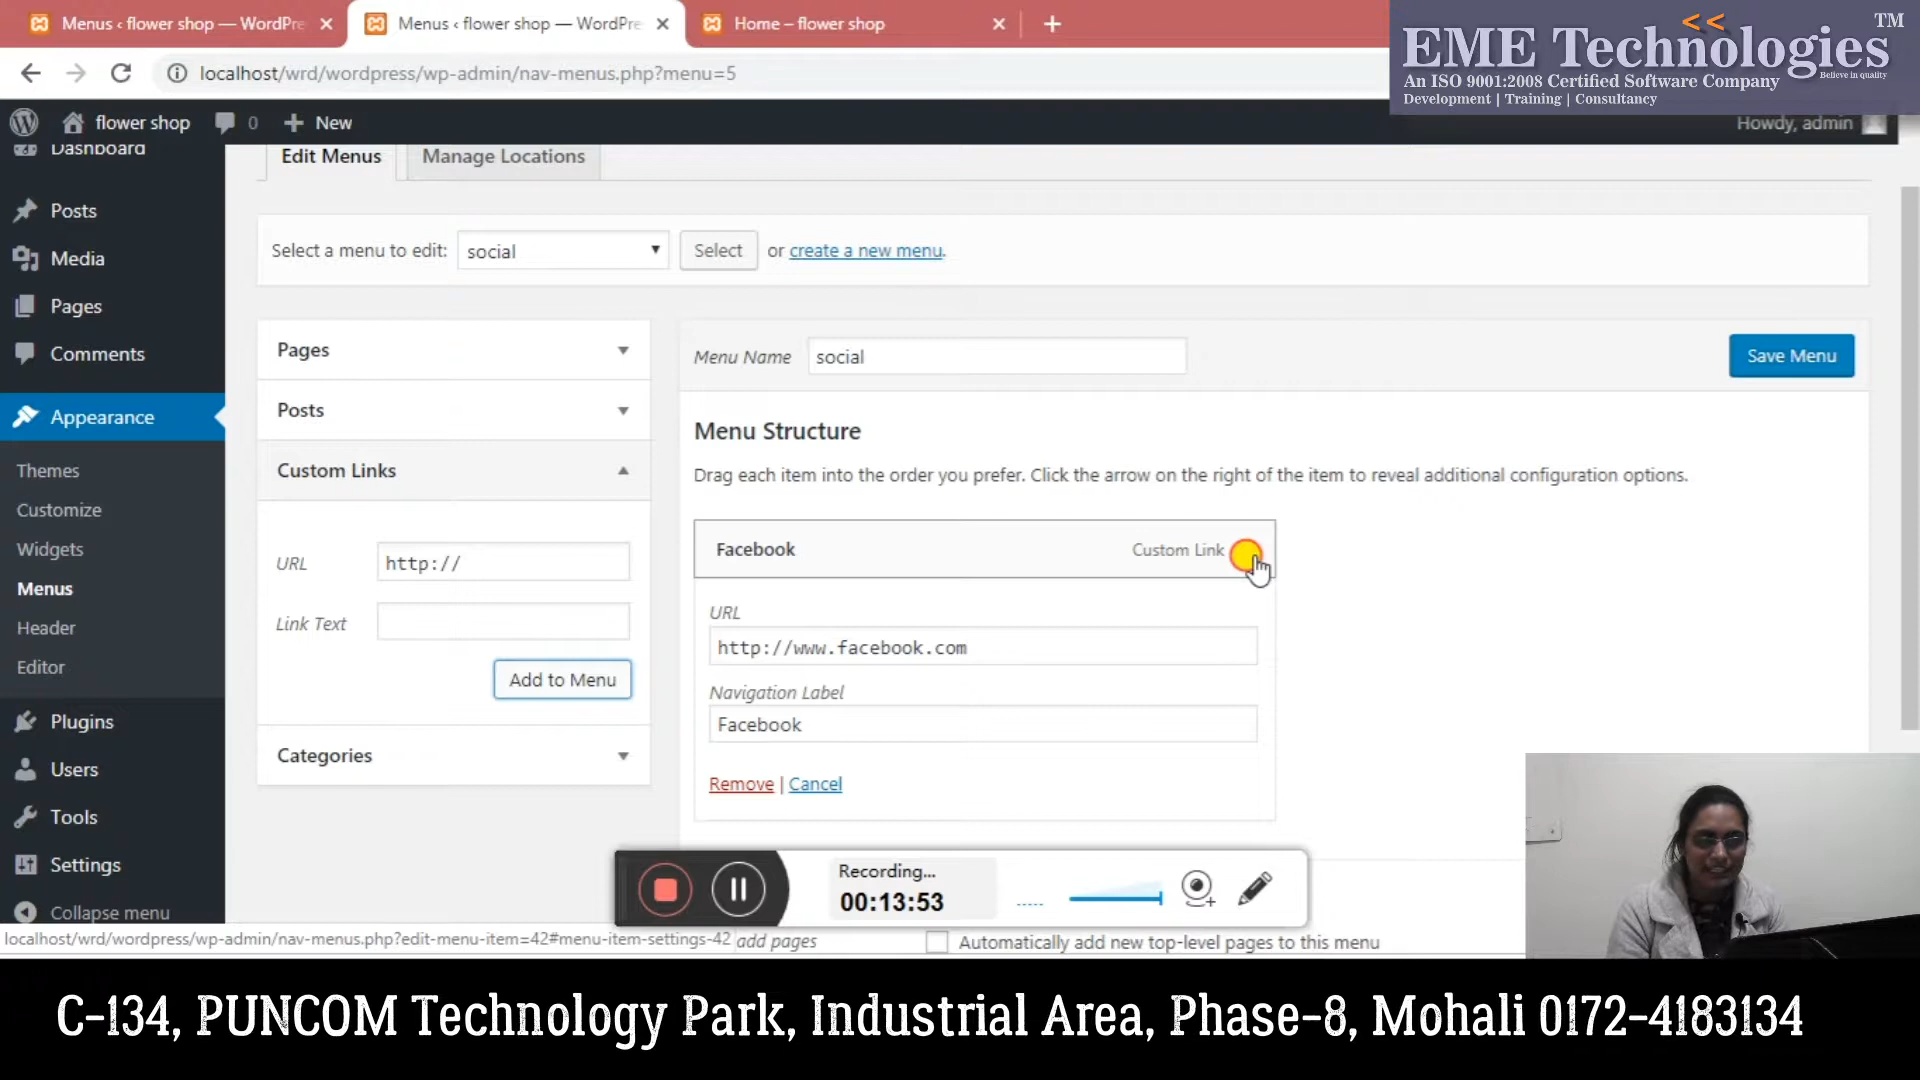 Menus ‹ flower shop — WordPre
Menus ‹ flower shop — WordPre
Home – flower shop
<<
TM
EME Technologies
Believe in quality
An ISO 9001:2008 Certified Software Company
Development | Training | Consultancy
localhost/wrd/wordpress/wp-admin/nav-menus.php?menu=5
flower shop
0
+ New
Howdy, admin
Dashboard
Posts
Media
Pages
Comments
Appearance
Themes
Customize
Widgets
Menus
Header
Editor
Plugins
Users
Tools
Settings
Collapse menu
Edit Menus
Manage Locations
Select a menu to edit: social Select or create a new menu.
Pages
Posts
Custom Links
URL http://
Link Text
Add to Menu
Categories
Menu Name social
Save Menu
Menu Structure
Drag each item into the order you prefer. Click the arrow on the right of the item to reveal additional configuration options.
Facebook Custom Link
URL
http://www.facebook.com
Navigation Label
Facebook
Remove | Cancel
Recording...
00:13:53
localhost/wrd/wordpress/wp-admin/nav-menus.php?edit-menu-item=42#menu-item-settings-42
add pages
Automatically add new top-level pages to this menu
C-134, PUNCOM Technology Park, Industrial Area, Phase-8, Mohali 0172-4183134